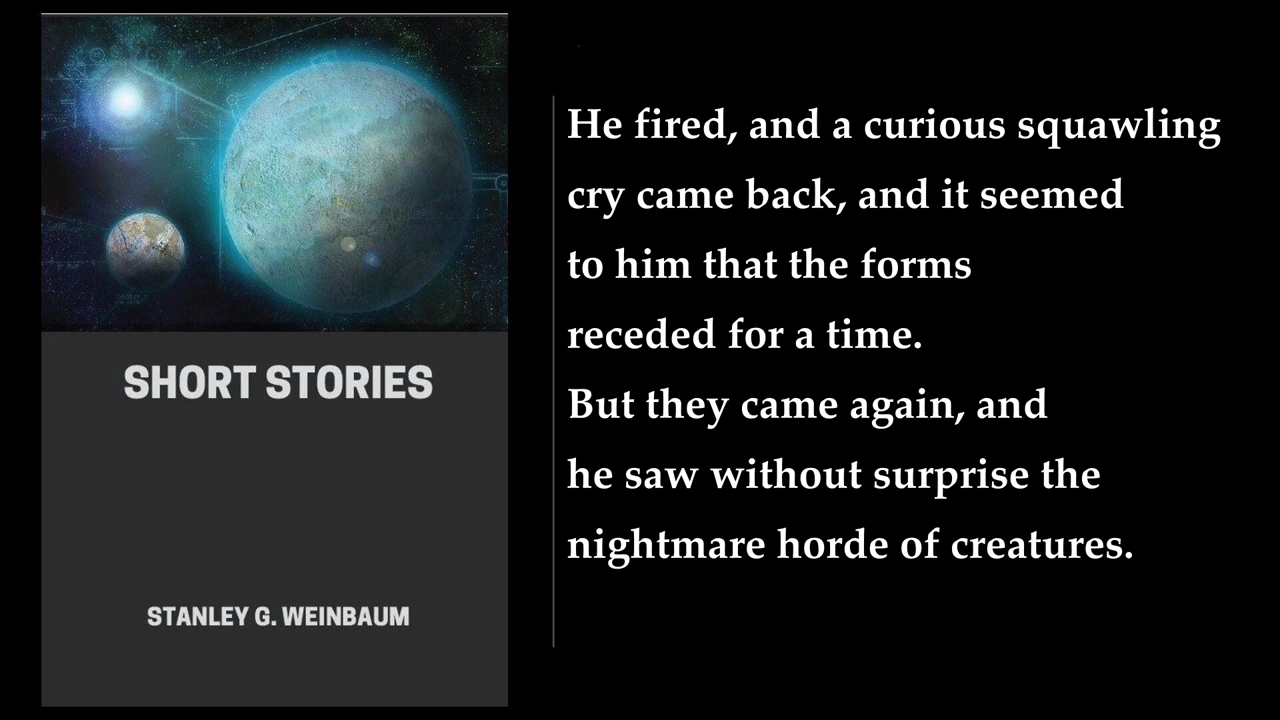 SHORT STORIES
STANLEY G. WEINBAUM
He fired, and a curious squawling
cry came back, and it seemed
to him that the forms
receded for a time.
But they came again, and
he saw without surprise the
nightmare horde of creatures.